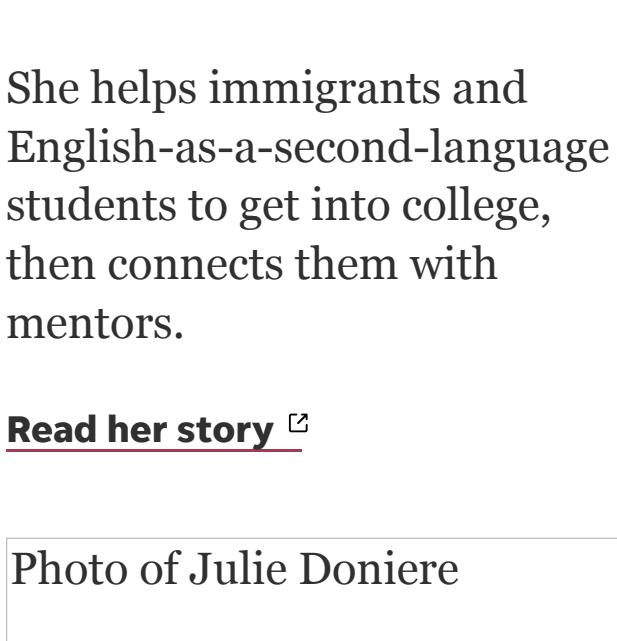 She helps immigrants and
English-as-a-second-language
students to get into college,
then connects them with
mentors.
Read her story
Photo of Julie Doniere